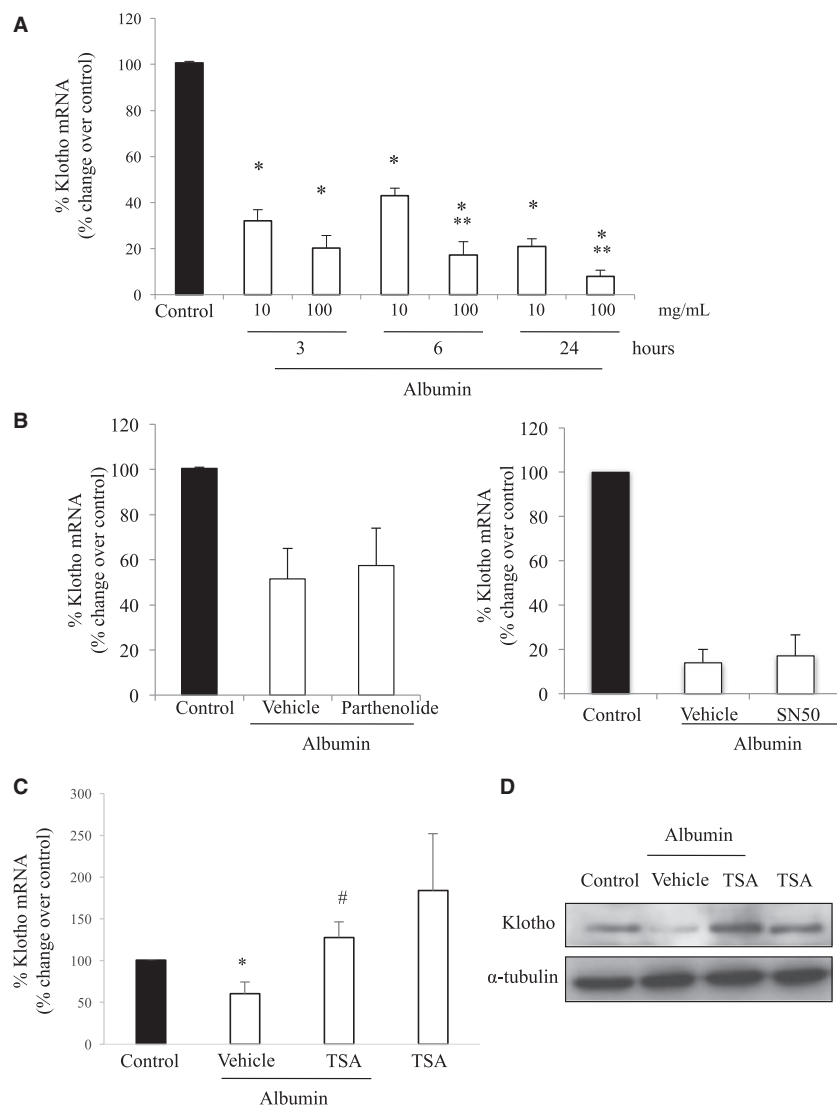 A
% Klotho mRNA
(% change over control)
120
100
80
60
40
20
0
* * * * ** * * **
Control 10 100 10 100 10 100 mg/mL
3 6 24 hours
Albumin
B
% Klotho mRNA
(% change over control)
120
100
80
60
40
20
0
Control Vehicle Parthenolide
Albumin
% Klotho mRNA
(% change over control
120
100
80
60
40
20
0
Control Vehicle SN50
Albumin
C
% Klotho mRNA
(% change over control)
300
250
200
150
100
50
0
* #
Control Vehicle TSA TSA
Albumin
D
Albumin
Control Vehicle TSA TSA
Klotho
α-tubulin